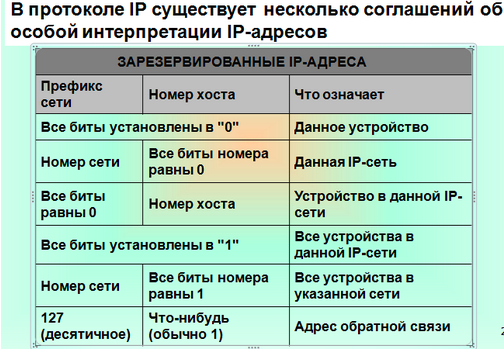 В протоколе IP существует несколько соглашений об
особой интерпретации IP-адресов
ЗАРЕЗЕРВИРОВАННЫЕ IP-АДРЕСА
Префикс
сети
Номер хоста
Что означает
Все биты установлены в "0"
Данное устройство
Номер сети
Все биты номера
равны 0
Данная IP-сеть
Все биты
равны 0
Номер хоста
Устройство в данной IP-
сети
Все биты установлены в "1"
Все устройства в
данной IP-сети
Номер сети
Все биты номера
равны 1
Все устройства в
указанной сети
127
(десятичное)
Что-нибудь
(обычно 1)
Адрес обратной связи